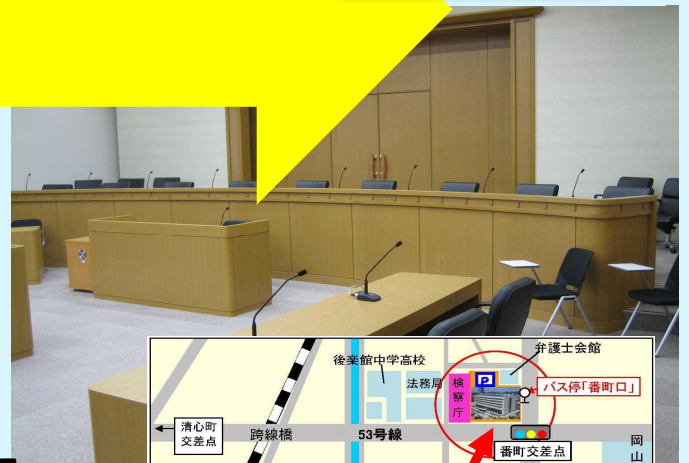 後楽館中学高校
弁護士会館
法務局
検察庁
P
バス停「番町口」
清心町
交差点
跨線橋
53号線
番町交差点
岡山